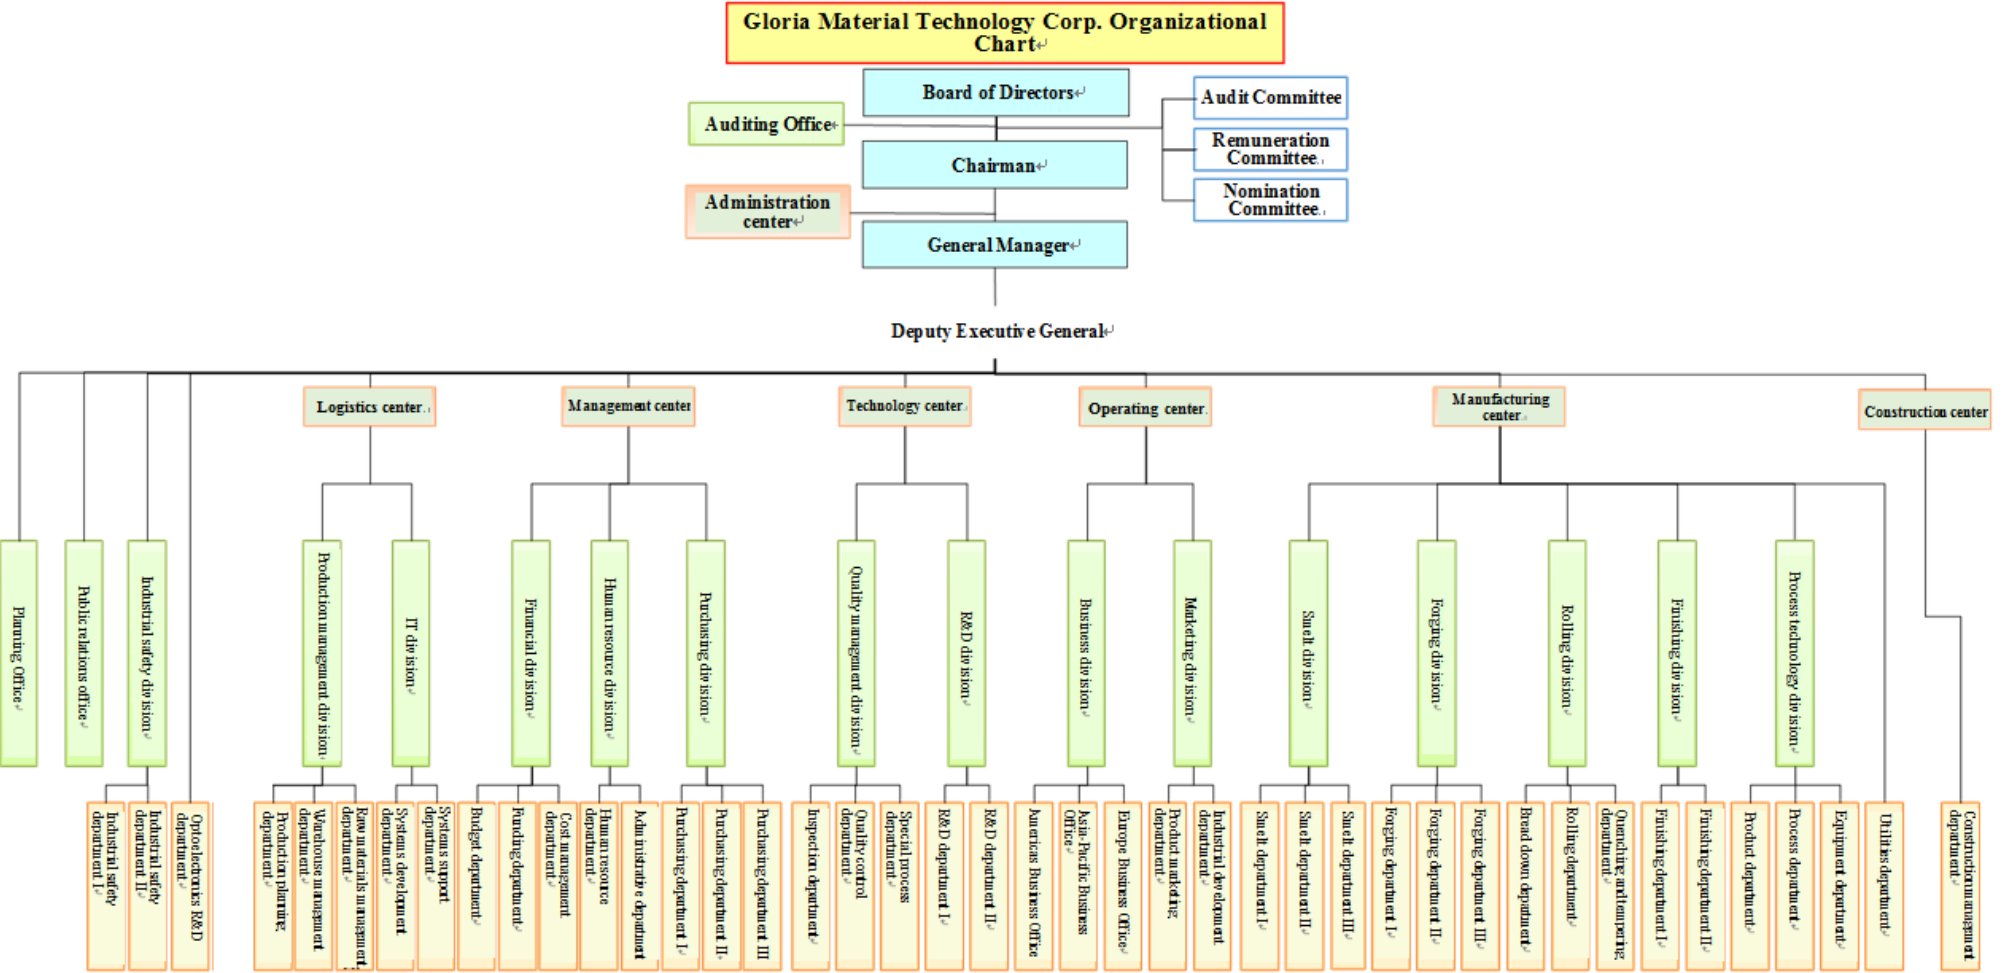 Gloria Material Technology Corp. Organizational
Chart
Board of Directors
Auditing Office
Audit Committee
Remuneration
Committee
Chairman
Nomination
Committee
Administration
center
General Manager
Deputy Executive General
Logistics center
Management center
Technology center
Operating center
Manufacturing
center
Construction center
Planning Office
Public relations office
Industrial safety division
Production management division
IT division
Financial division
Human resource division
Purchasing division
Quality management division
R&D division
Business division
Marketing division
Smelt division
Forging division
Rolling division
Finishing division
Process technology division
Industrial safety
department I
Industrial safety
department II
Optoelectronics R&D
department
Production planning
department
Warehouse management
department
Raw materials management
department
Systems development
department
Systems support
department
Budget department
Funding department
Cost management
department
Human resource
department
Administrative department
Purchasing department I
Purchasing department II
Purchasing department III
Inspection department
Quality control
department
Special process
department
R&D department I
R&D department II
Americas Business Office
Asia-Pacific Business
Office
Europe Business Office
Product marketing
department
Industrial development
department
Smelt department I
Smelt department II
Smelt department III
Forging department I
Forging department II
Forging department III
Bread down department
Rolling department
Quenching and tempering
department
Finishing department I
Finishing department II
Product department
Process department
Equipment department
Utilities department
Construction management
department